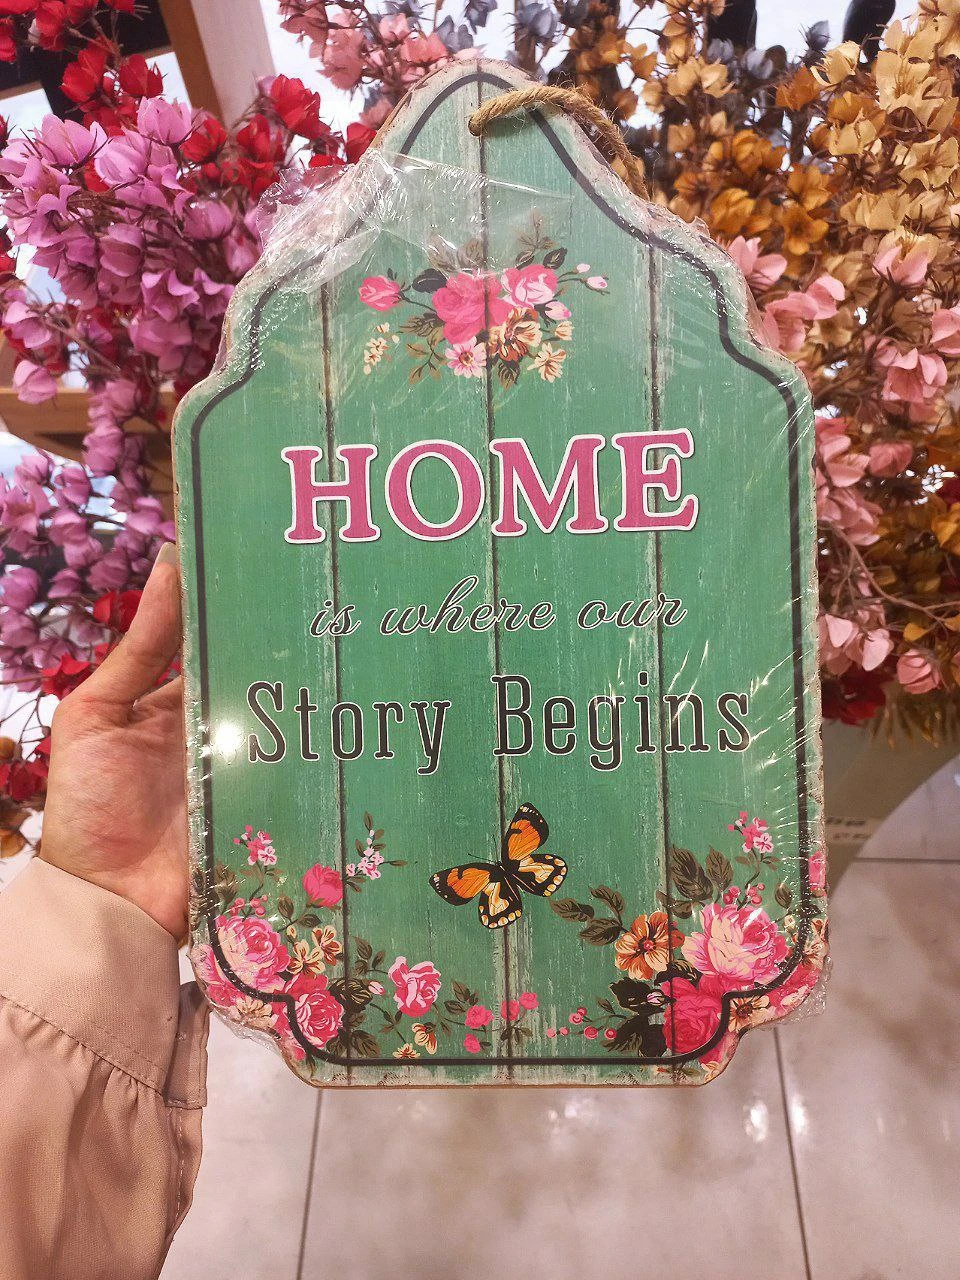 HOME
is where our
Story Begins